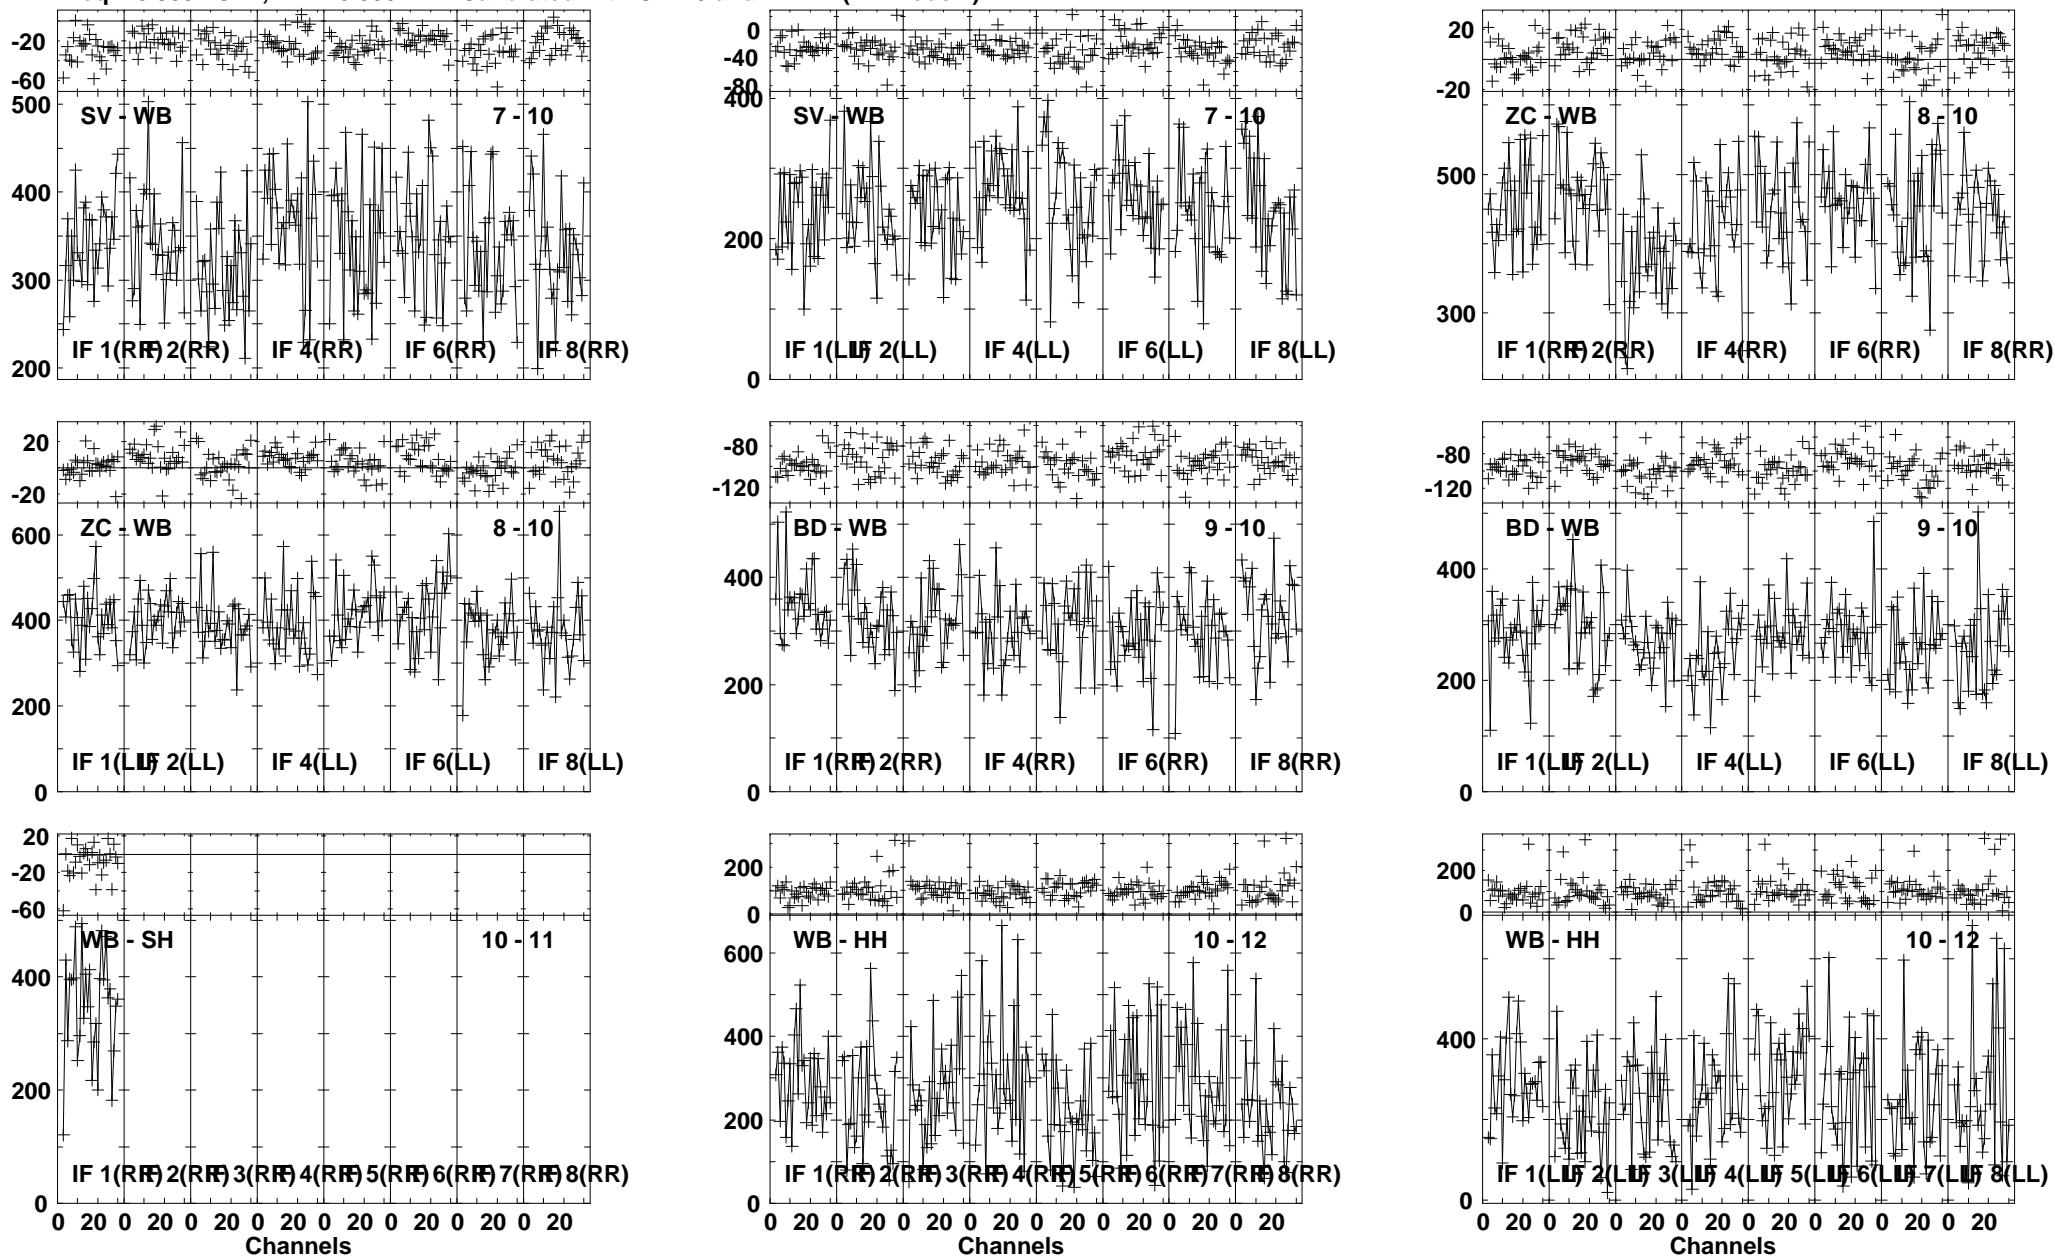 -20
-60
500
400
300
200
SV - WB 7 - 10
IF 1(RR) IF 2(RR) IF 4(RR) IF 6(RR) IF 8(RR)
0
-40
-80
400
200
0
SV - WB 7 - 10
IF 1(LL) IF 2(LL) IF 4(LL) IF 6(LL) IF 8(LL)
20
-20
500
300
ZC - WB 8 - 10
IF 1(RR) IF 2(RR) IF 4(RR) IF 6(RR) IF 8(RR)
20
-20
600
400
200
0
ZC - WB 8 - 10
IF 1(LL) IF 2(LL) IF 4(LL) IF 6(LL) IF 8(LL)
-80
-120
400
200
0
BD - WB 9 - 10
IF 1(RR) IF 2(RR) IF 4(RR) IF 6(RR) IF 8(RR)
-80
-120
400
200
0
BD - WB 9 - 10
IF 1(LL) IF 2(LL) IF 4(LL) IF 6(LL) IF 8(LL)
20
-20
-60
400
200
0
WB - SH 10 - 11
IF 1(RR) IF 2(RR) IF 3(RR) IF 4(RR) IF 5(RR) IF 6(RR) IF 7(RR) IF 8(RR)
0 20 0 20 0 20 0 20 0 20 0 20 0 20 0 20
Channels
200
0
600
400
200
0
WB - HH 10 - 12
IF 1(RR) IF 2(RR) IF 3(RR) IF 4(RR) IF 5(RR) IF 6(RR) IF 7(RR) IF 8(RR)
0 20 0 20 0 20 0 20 0 20 0 20 0 20 0 20
Channels
200
0
400
0
WB - HH 10 - 12
IF 1(LL) IF 2(LL) IF 3(LL) IF 4(LL) IF 5(LL) IF 6(LL) IF 7(LL) IF 8(LL)
0 20 0 20 0 20 0 20 0 20 0 20 0 20 0 20
Channels